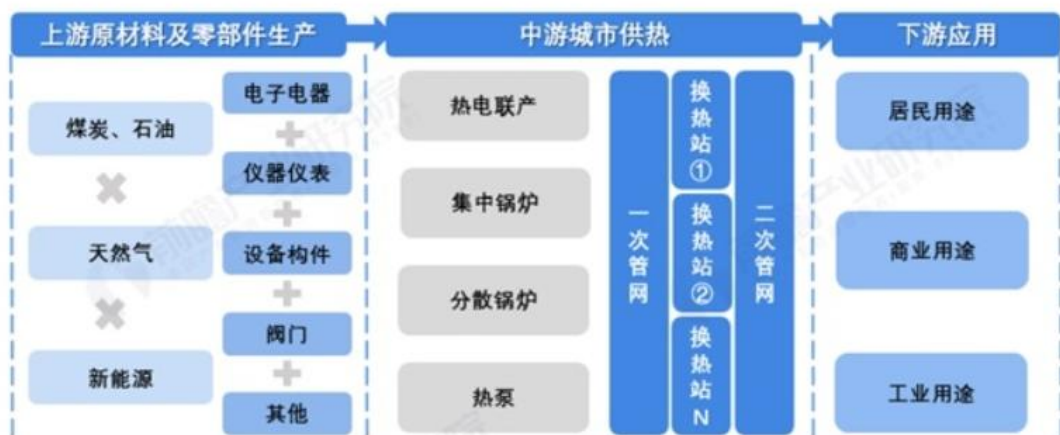 上游原材料及零部件生产
中游城市供热
下游应用
煤炭、石油
天然气
新能源
电子电器
仪器仪表
设备构件
阀门
其他
热电联产
集中锅炉
分散锅炉
热泵
一次管网
换热站①
换热站②
换热站N
二次管网
居民用途
商业用途
工业用途